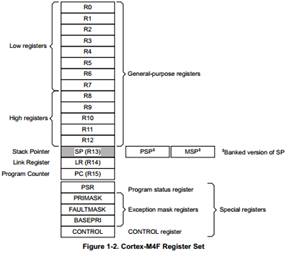 R0
R1
R2
R3
Low registers
R4
R5
R6
R7
General-purpose registers
R8
R9
High registers
R10
R11
R12
Stack Pointer SP (R13) PSP‡ MSP‡ ‡Banked version of SP
Link Register LR (R14)
Program Counter PC (R15)
PSR Program status register
PRIMASK
FAULTMASK Exception mask registers Special registers
BASEPRI
CONTROL CONTROL register
Figure 1-2. Cortex-M4F Register Set